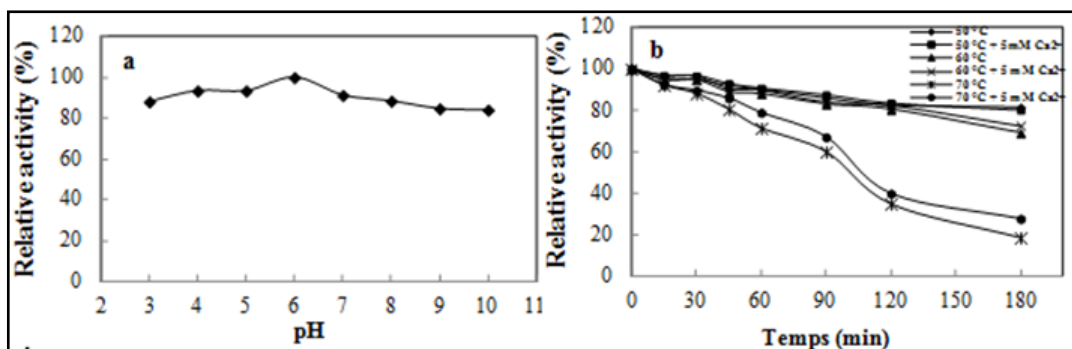 a
Relative activity (%)
120
100
80
60
40
20
0
2 3 4 5 6 7 8 9 10 11
pH
b
Relative activity (%)
120
100
80
60
40
20
0
0 30 60 90 120 150 180
Temps (min)
50 °C
50 °C + 5mM Ca2+
60 °C
60 °C + 5 mM Ca2+
70 °C
70 °C + 5 mM Ca2+